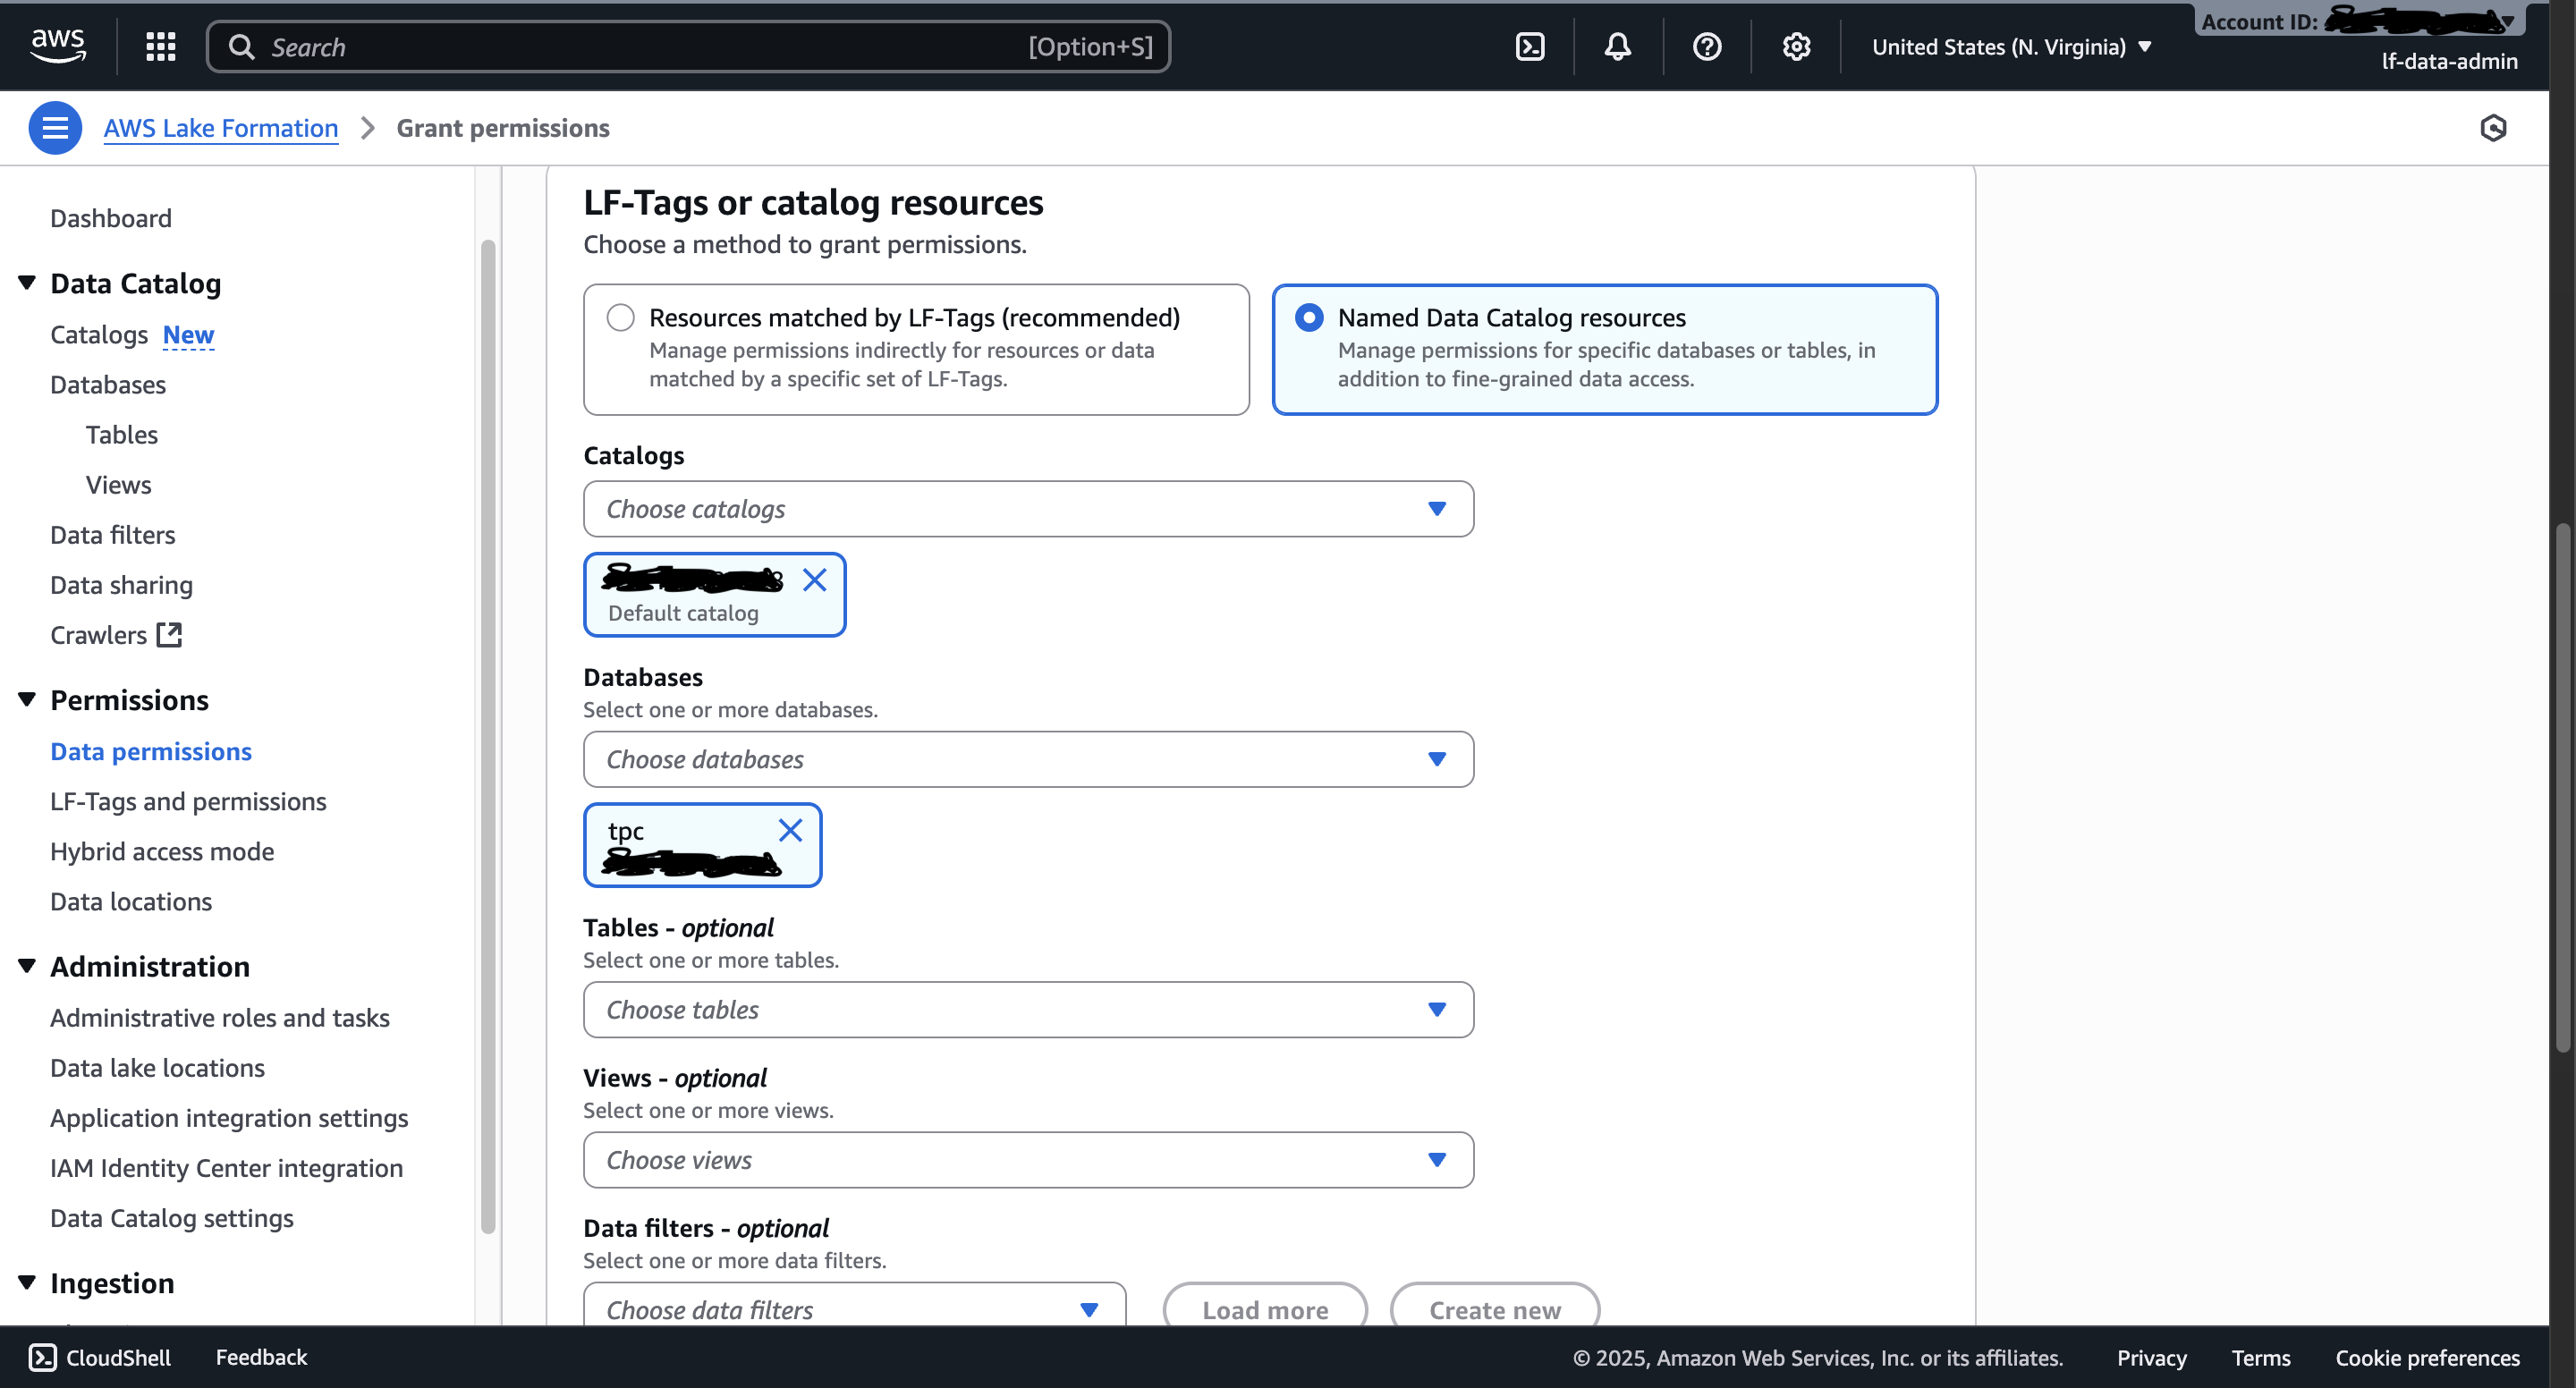 aws
Search
[Option+S]
United States (N. Virginia)
Account ID:
lf-data-admin
AWS Lake Formation
Grant permissions
Dashboard
Data Catalog
Catalogs New
Databases
Tables
Views
Data filters
Data sharing
Crawlers
Permissions
Data permissions
LF-Tags and permissions
Hybrid access mode
Data locations
Administration
Administrative roles and tasks
Data lake locations
Application integration settings
IAM Identity Center integration
Data Catalog settings
Ingestion
LF-Tags or catalog resources
Choose a method to grant permissions.
Resources matched by LF-Tags (recommended)
Manage permissions indirectly for resources or data
matched by a specific set of LF-Tags.
Named Data Catalog resources
Manage permissions for specific databases or tables, in
addition to fine-grained data access.
Catalogs
Choose catalogs
Default catalog
Databases
Select one or more databases.
Choose databases
tpc
Tables - optional
Select one or more tables.
Choose tables
Views - optional
Select one or more views.
Choose views
Data filters - optional
Select one or more data filters.
Choose data filters
Load more
Create new
CloudShell
Feedback
© 2025, Amazon Web Services, Inc. or its affiliates.
Privacy
Terms
Cookie preferences